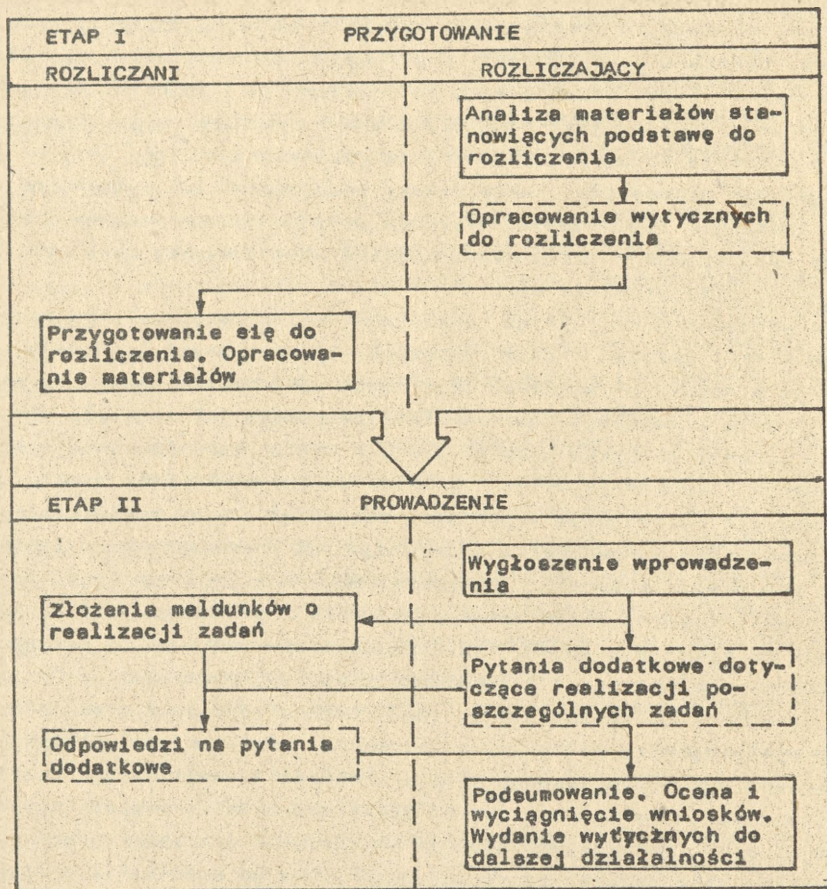 ETAP I PRZYGOTOWANIE
ROZLICZANI ROZLICZAJĄCY
Analiza materiałów sta-
nowiących podstawę do
rozliczenia
Opracowanie wytycznych
do rozliczenia
Przygotowanie się do
rozliczenia. Opracowa-
nie materiałów
ETAP II PROWADZENIE
Wygłoszenie wprowadze-
nia
Złożenie meldunków o
realizacji zadań
Pytania dodatkowe doty-
czące realizacji po-
szczególnych zadań
Odpowiedzi na pytania
dodatkowe
Podsumowanie. Ocena i
wyciągnięcie wniosków.
Wydanie wytycznych do
dalszej działalności